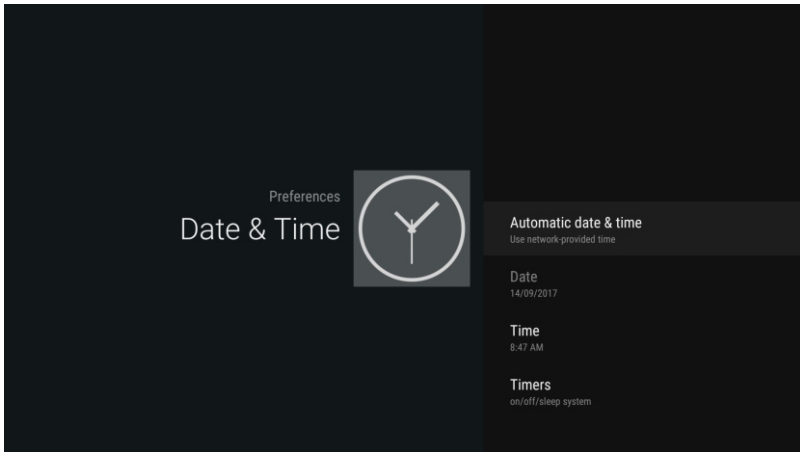 Preferences
Date & Time
Automatic date & time
Use network-provided time
Date
14/09/2017
Time
8:47 AM
Timers
on/off/sleep system